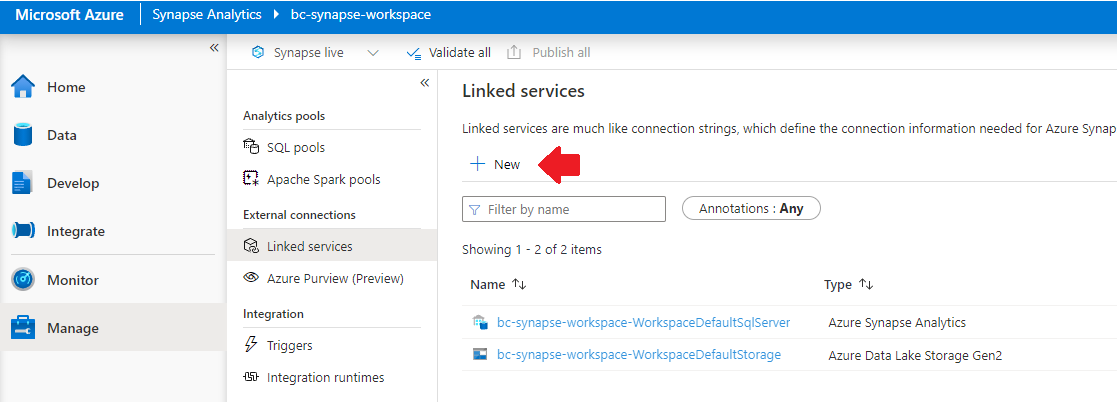 Microsoft Azure Synapse Analytics bc-synapse-workspace
Synapse live Validate all Publish all
Home
Data
Develop
Integrate
Monitor
Manage
Analytics pools
SQL pools
Apache Spark pools
External connections
Linked services
Azure Purview (Preview)
Integration
Triggers
Integration runtimes
Linked services
Linked services are much like connection strings, which define the connection information needed for Azure Synap
New
Filter by name
Annotations : Any
Showing 1 - 2 of 2 items
Name Type
bc-synapse-workspace-WorkspaceDefaultSqlServer Azure Synapse Analytics
bc-synapse-workspace-WorkspaceDefaultStorage Azure Data Lake Storage Gen2